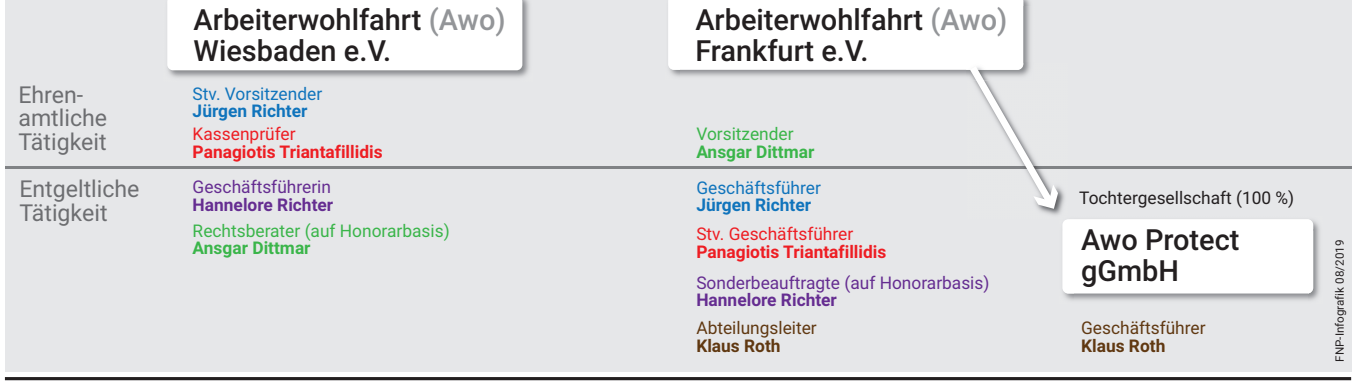 Arbeiterwohlfahrt (Awo)
Wiesbaden e.V.
Arbeiterwohlfahrt (Awo)
Frankfurt e.V.
Ehren-
amtliche
Tätigkeit
Stv. Vorsitzender
Jürgen Richter
Kassenprüfer
Panagiotis Triantafillidis
Vorsitzender
Ansgar Dittmar
Entgeltliche
Tätigkeit
Geschäftsführerin
Hannelore Richter
Rechtsberater (auf Honorarbasis)
Ansgar Dittmar
Geschäftsführer
Jürgen Richter
Stv. Geschäftsführer
Panagiotis Triantafillidis
Sonderbeauftragte (auf Honorarbasis)
Hannelore Richter
Abteilungsleiter
Klaus Roth
Tochtergesellschaft (100 %)
Awo Protect
gGmbH
Geschäftsführer
Klaus Roth
FNP-Infografik 08/2019